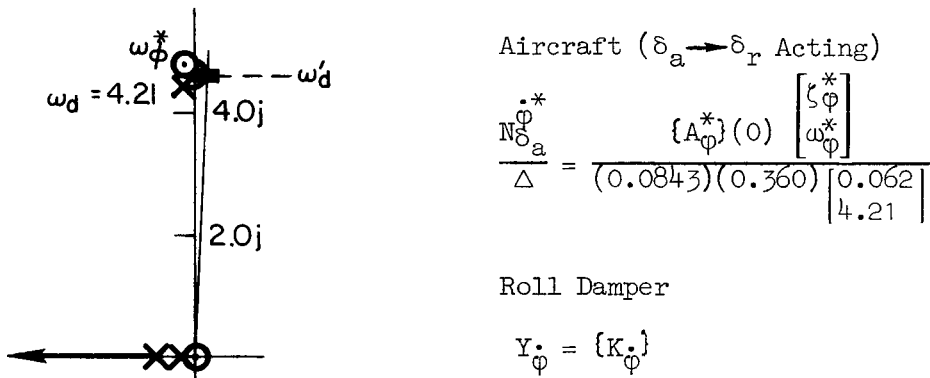 ω*φ
ω'd
ωd = 4.21
4.0j
2.0j
Aircraft (δa→δr Acting)
Nφ̇*δa / Δ = {A*φ}(0) [ζ*φ ω*φ] / (0.0843)(0.360)[0.062 4.21]
Roll Damper
Yφ̇ = {Kφ̇}